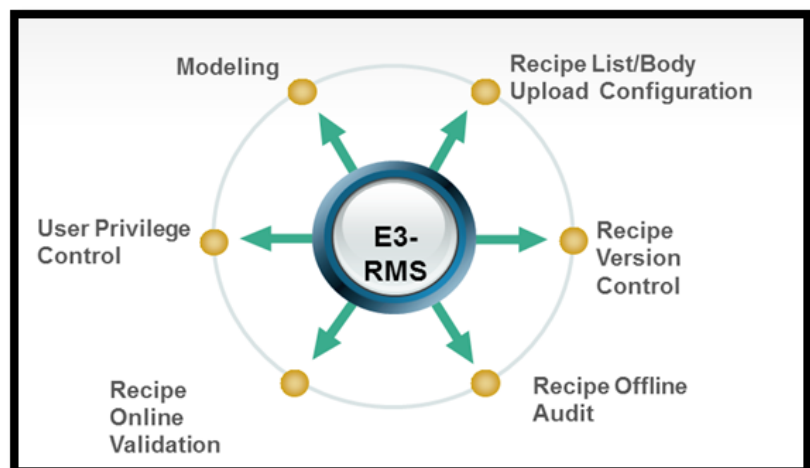 Modeling
Recipe List/Body
Upload Configuration
User Privilege
Control
E3-
RMS
Recipe
Version
Control
Recipe
Online
Validation
Recipe Offline
Audit